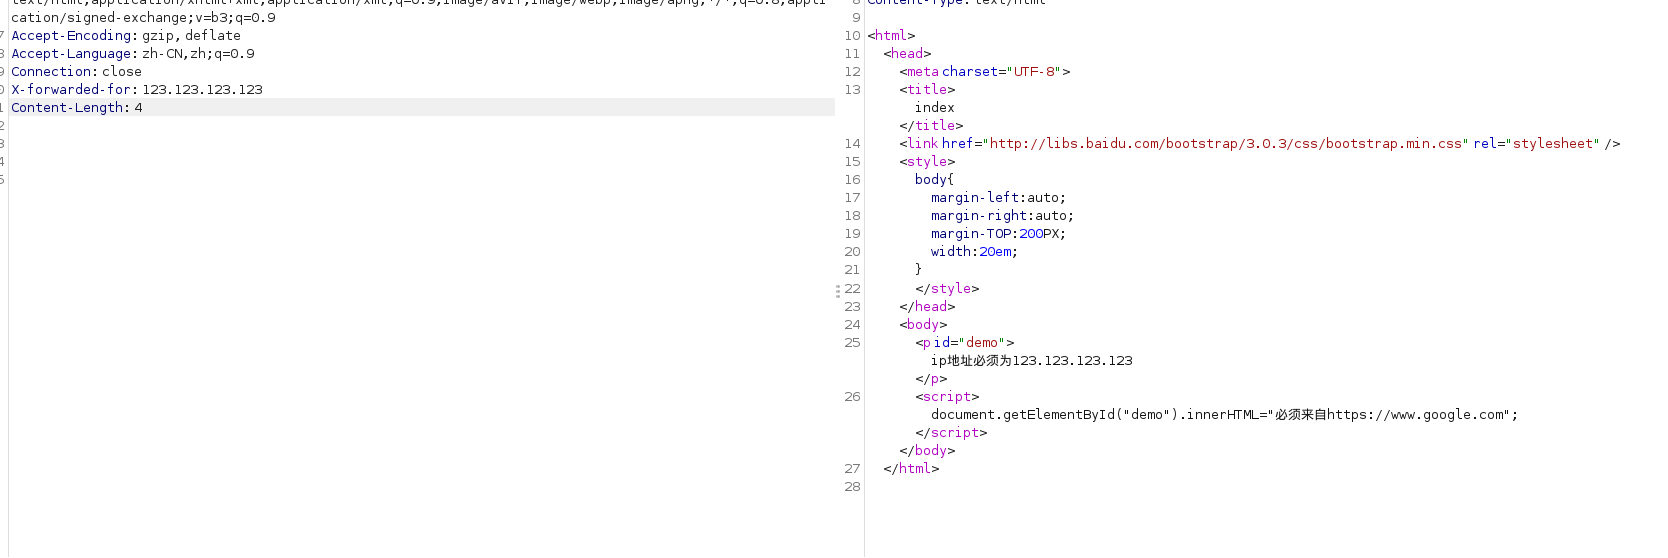 text/html,application/xhtml+xml,application/xml;q=0.9,image/avif,image/webp,image/apng,*/*;q=0.8,appli
cation/signed-exchange;v=b3;q=0.9
7 Accept-Encoding: gzip, deflate
8 Accept-Language: zh-CN,zh;q=0.9
9 Connection: close
0 X-forwarded-for: 123.123.123.123
1 Content-Length: 4
2
3
4
5
8 Content-Type: text/html
9
10 <html>
11 <head>
12 <meta charset="UTF-8">
13 <title>
index
</title>
14 <link href="http://libs.baidu.com/bootstrap/3.0.3/css/bootstrap.min.css" rel="stylesheet" />
15 <style>
16 body{
17 margin-left:auto;
18 margin-right:auto;
19 margin-TOP:200PX;
20 width:20em;
21 }
22 </style>
23 </head>
24 <body>
25 <p id="demo">
ip地址必须为123.123.123.123
</p>
26 <script>
document.getElementById("demo").innerHTML="必须来自https://www.google.com";
</script>
</body>
27 </html>
28